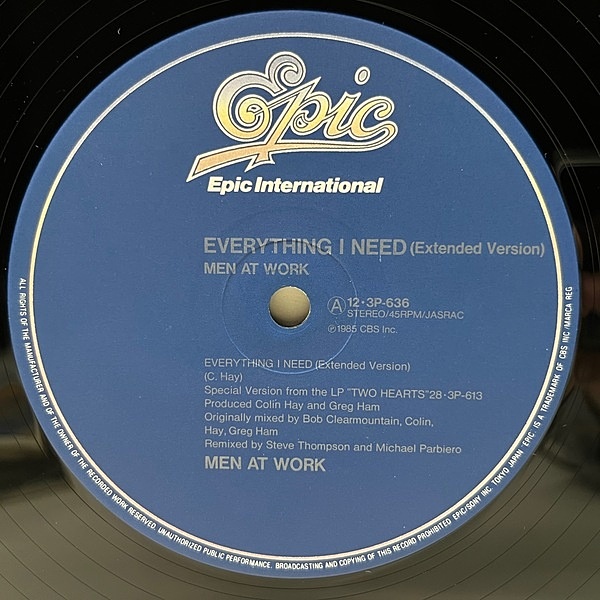 Epic
Epic International
EVERYTHING I NEED (Extended Version)
MEN AT WORK
A 12・3P-636
STEREO/45RPM/JASRAC
℗1985 CBS Inc.
EVERYTHING I NEED (Extended Version)
(C. Hay)
Special Version from the LP "TWO HEARTS"28・3P-613
Produced Colin Hay and Greg Ham
Originally mixed by Bob Clearmountain, Colin,
Hay, Greg Ham
Remixed by Steve Thompson and Michael Parbiero
MEN AT WORK
ALL RIGHTS OF THE MANUFACTURER AND OF THE OWNER OF THE RECORDED WORK RESERVED. UNAUTHORIZED PUBLIC PERFORMANCE. BROADCASTING AND COPYING OF THIS RECORD PROHIBITED EPIC/SONY INC. TOKYO JAPAN "EPIC" IS A TRADEMARK OF CBS INC /MARCA REG